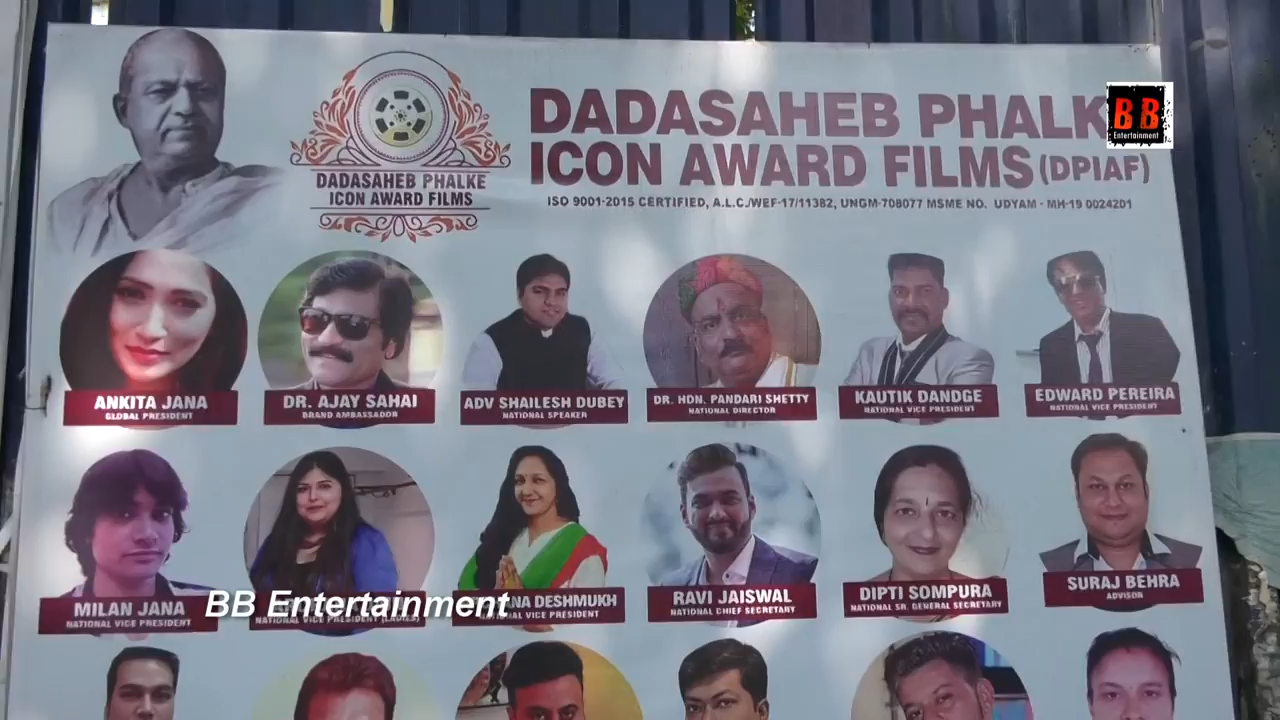 DADASAHEB PHALKE
ICON AWARD FILMS
DADASAHEB PHALK
ICON AWARD FILMS (DPIAF)
ISO 9001-2015 CERTIFIED, A.L.C./WEF-17/11382, UNGM-708077 MSME NO. UDYAM - MH-19 0024201
BB
Entertainment
ANKITA JANA
GLOBAL PRESIDENT
DR. AJAY SAHAI
BRAND AMBASSADOR
ADV SHAILESH DUBEY
NATIONAL SPEAKER
DR. HON. PANDARI SHETTY
NATIONAL DIRECTOR
KAUTIK DANDGE
NATIONAL VICE PRESIDENT
EDWARD PEREIRA
NATIONAL VICE PRESIDENT
MILAN JANA
NATIONAL VICE PRESIDENT
NATIONAL VICE PRESIDENT (LADIES)
BB Entertainment
DESHMUKH
NATIONAL VICE PRESIDENT
RAVI JAISWAL
NATIONAL CHIEF SECRETARY
DIPTI SOMPURA
NATIONAL SR. GENERAL SECRETARY
SURAJ BEHRA
ADVISOR